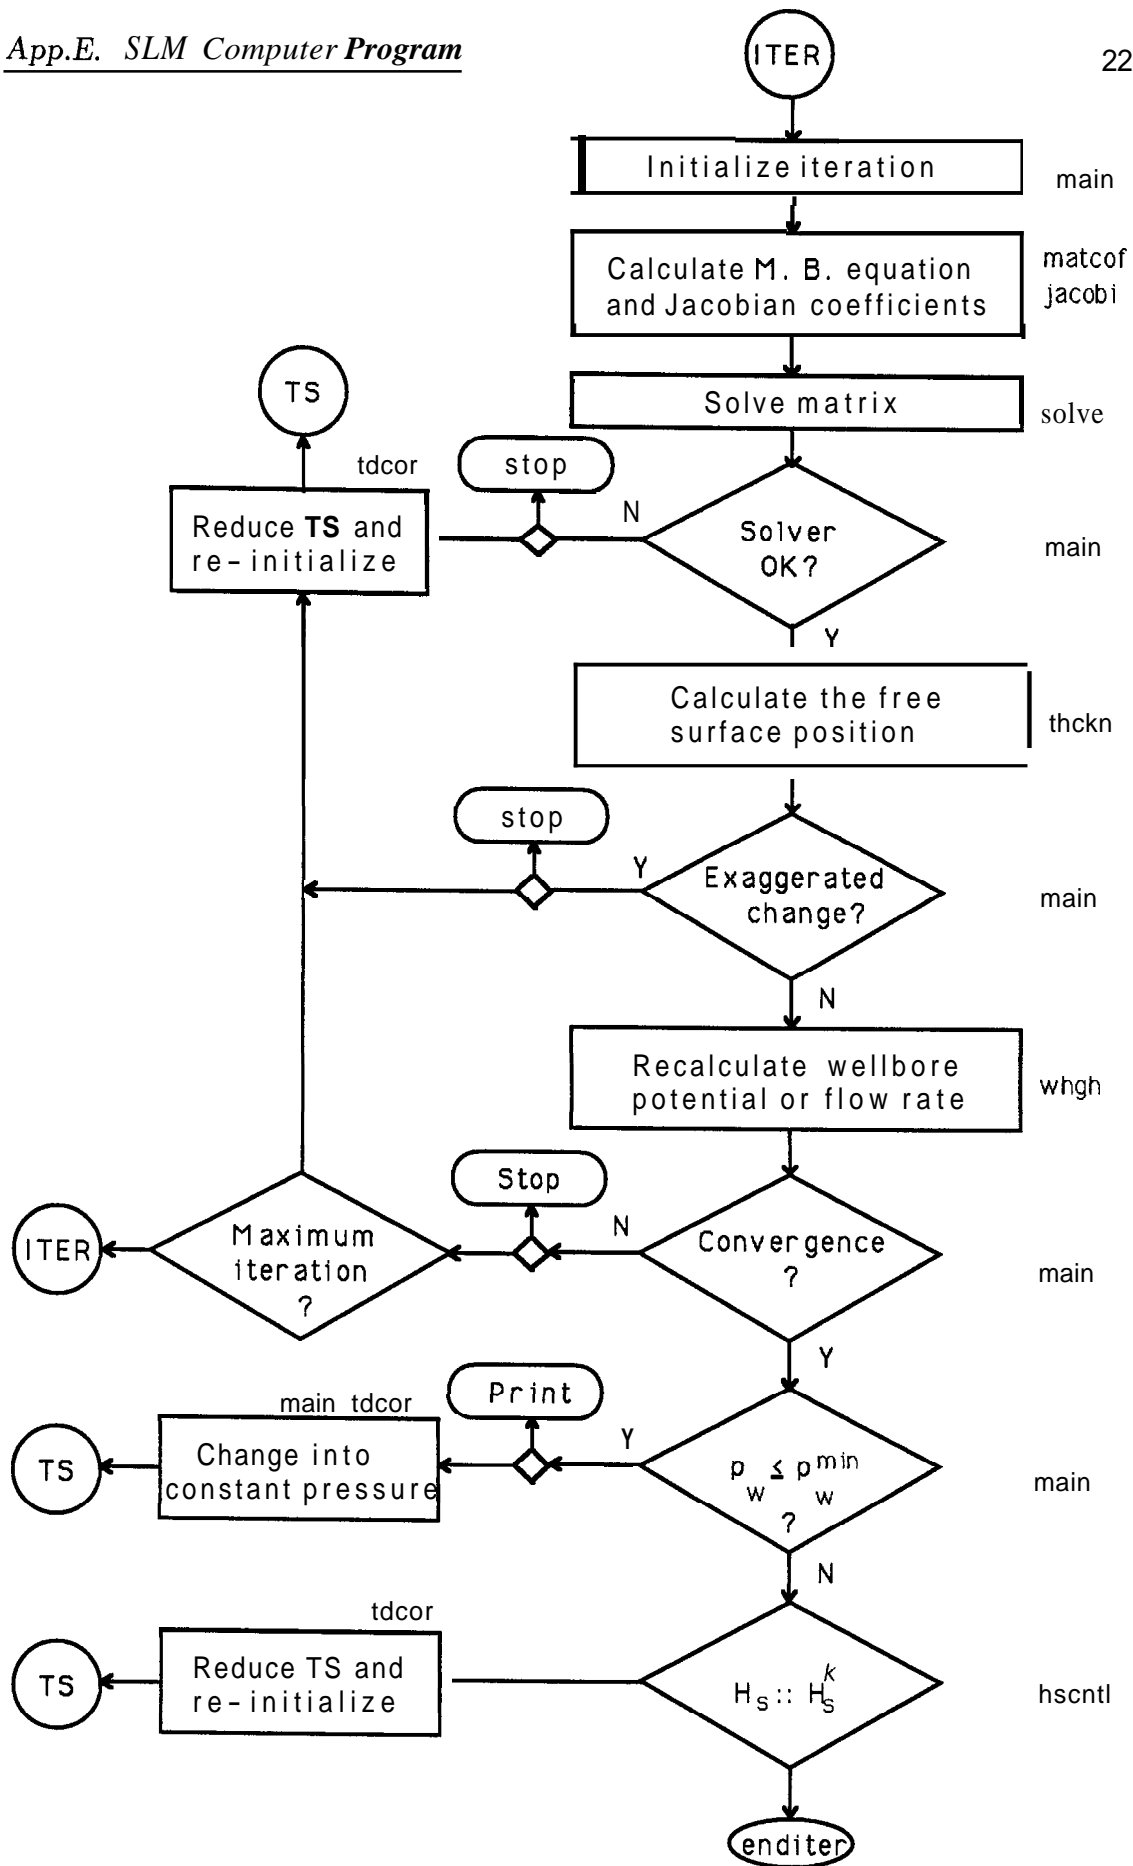 App.E. SLM Computer Program
22
ITER
Initialize iteration
main
Calculate M. B. equation
and Jacobian coefficients
matcof
jacobi
TS
Solve matrix
solve
tdcor
stop
Reduce TS and
re-initialize
N
Solver
OK?
main
Y
Calculate the free
surface position
thckn
stop
Y
Exaggerated
change?
main
N
Recalculate wellbore
potential or flow rate
whgh
Stop
N
Convergence
?
main
ITER
Maximum
iteration
?
Y
main tdcor
Print
TS
Change into
constant pressure
Y
p_w ≤ p_w^min
?
main
N
tdcor
TS
Reduce TS and
re-initialize
H_s :: H_s^k
hscntl
enditer